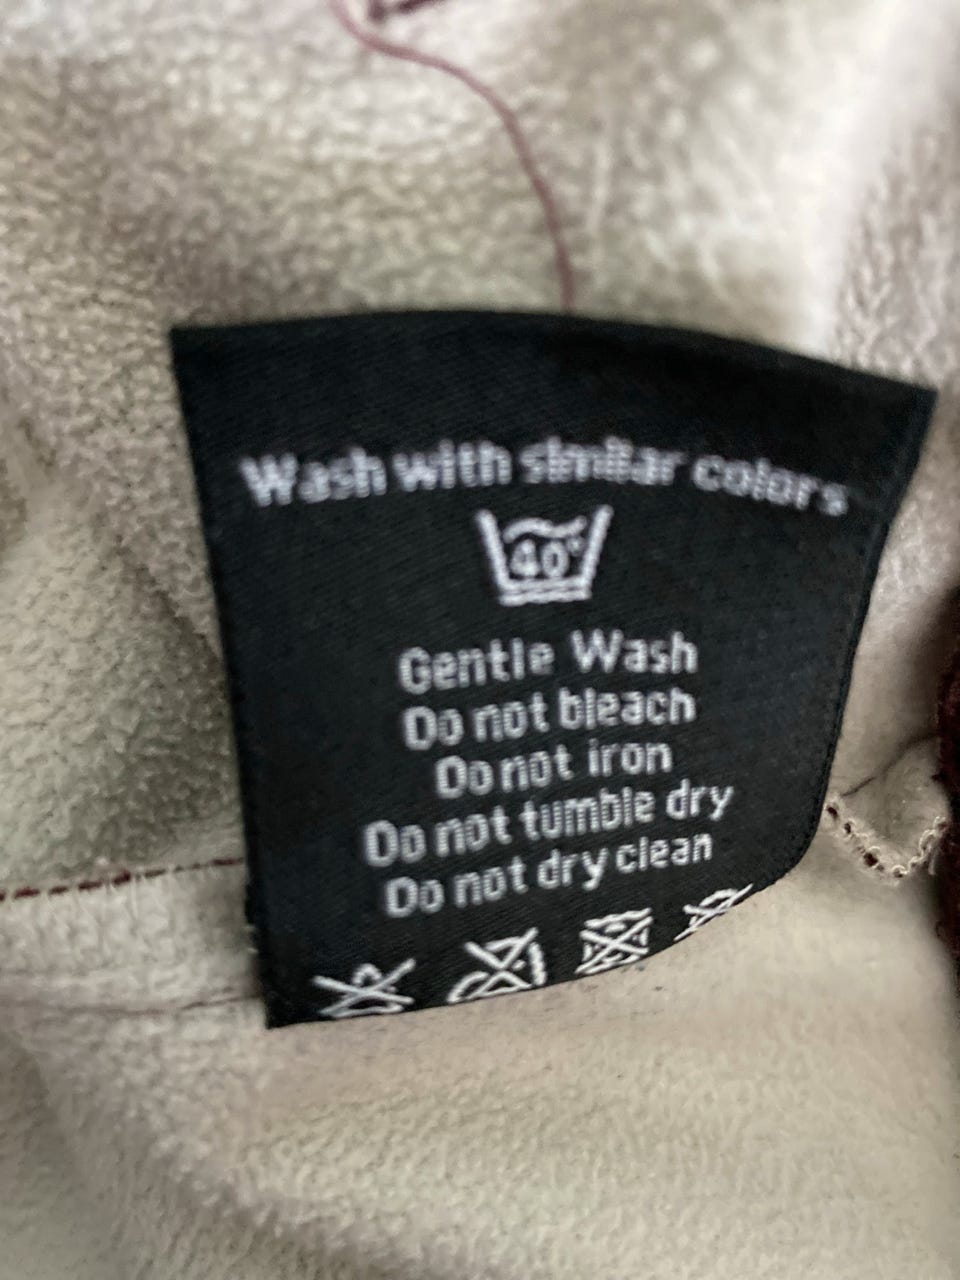 Wash with similar colors
40°
Gentle Wash
Do not bleach
Do not iron
Do not tumble dry
Do not dry clean